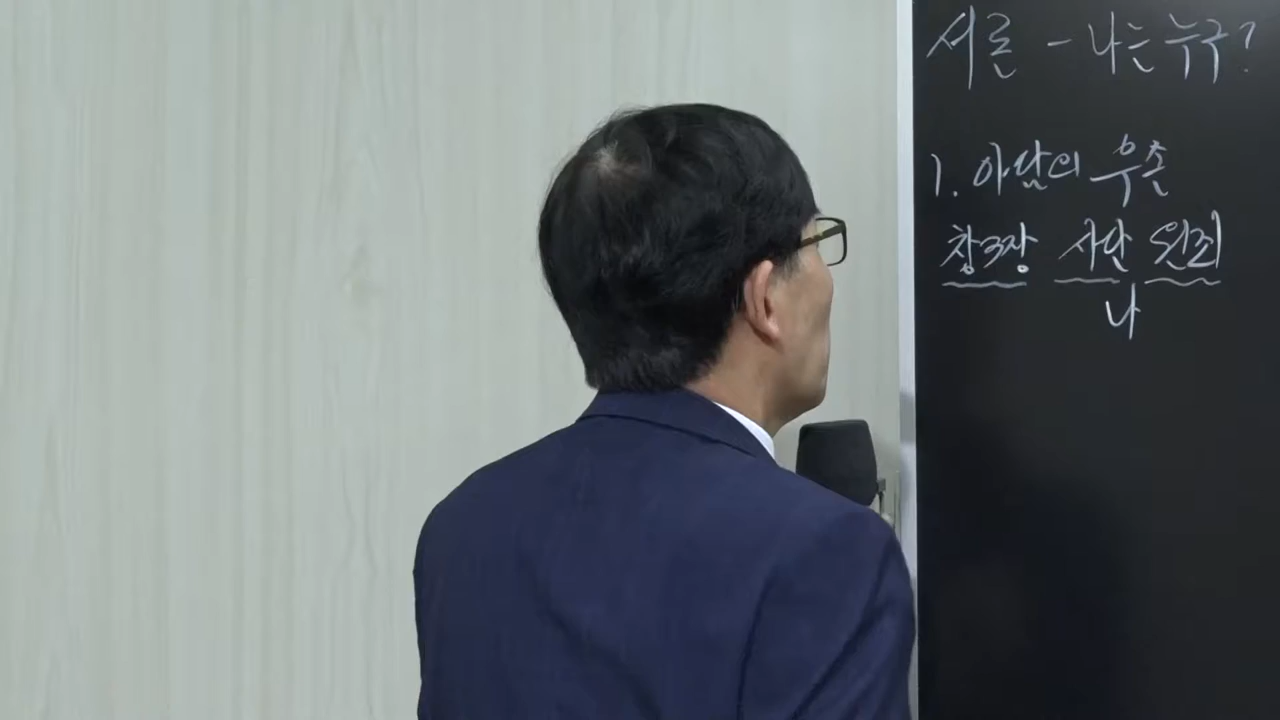 서론 - 나는 누구?
1. 아담의 후손
창3장 사단 원죄
나